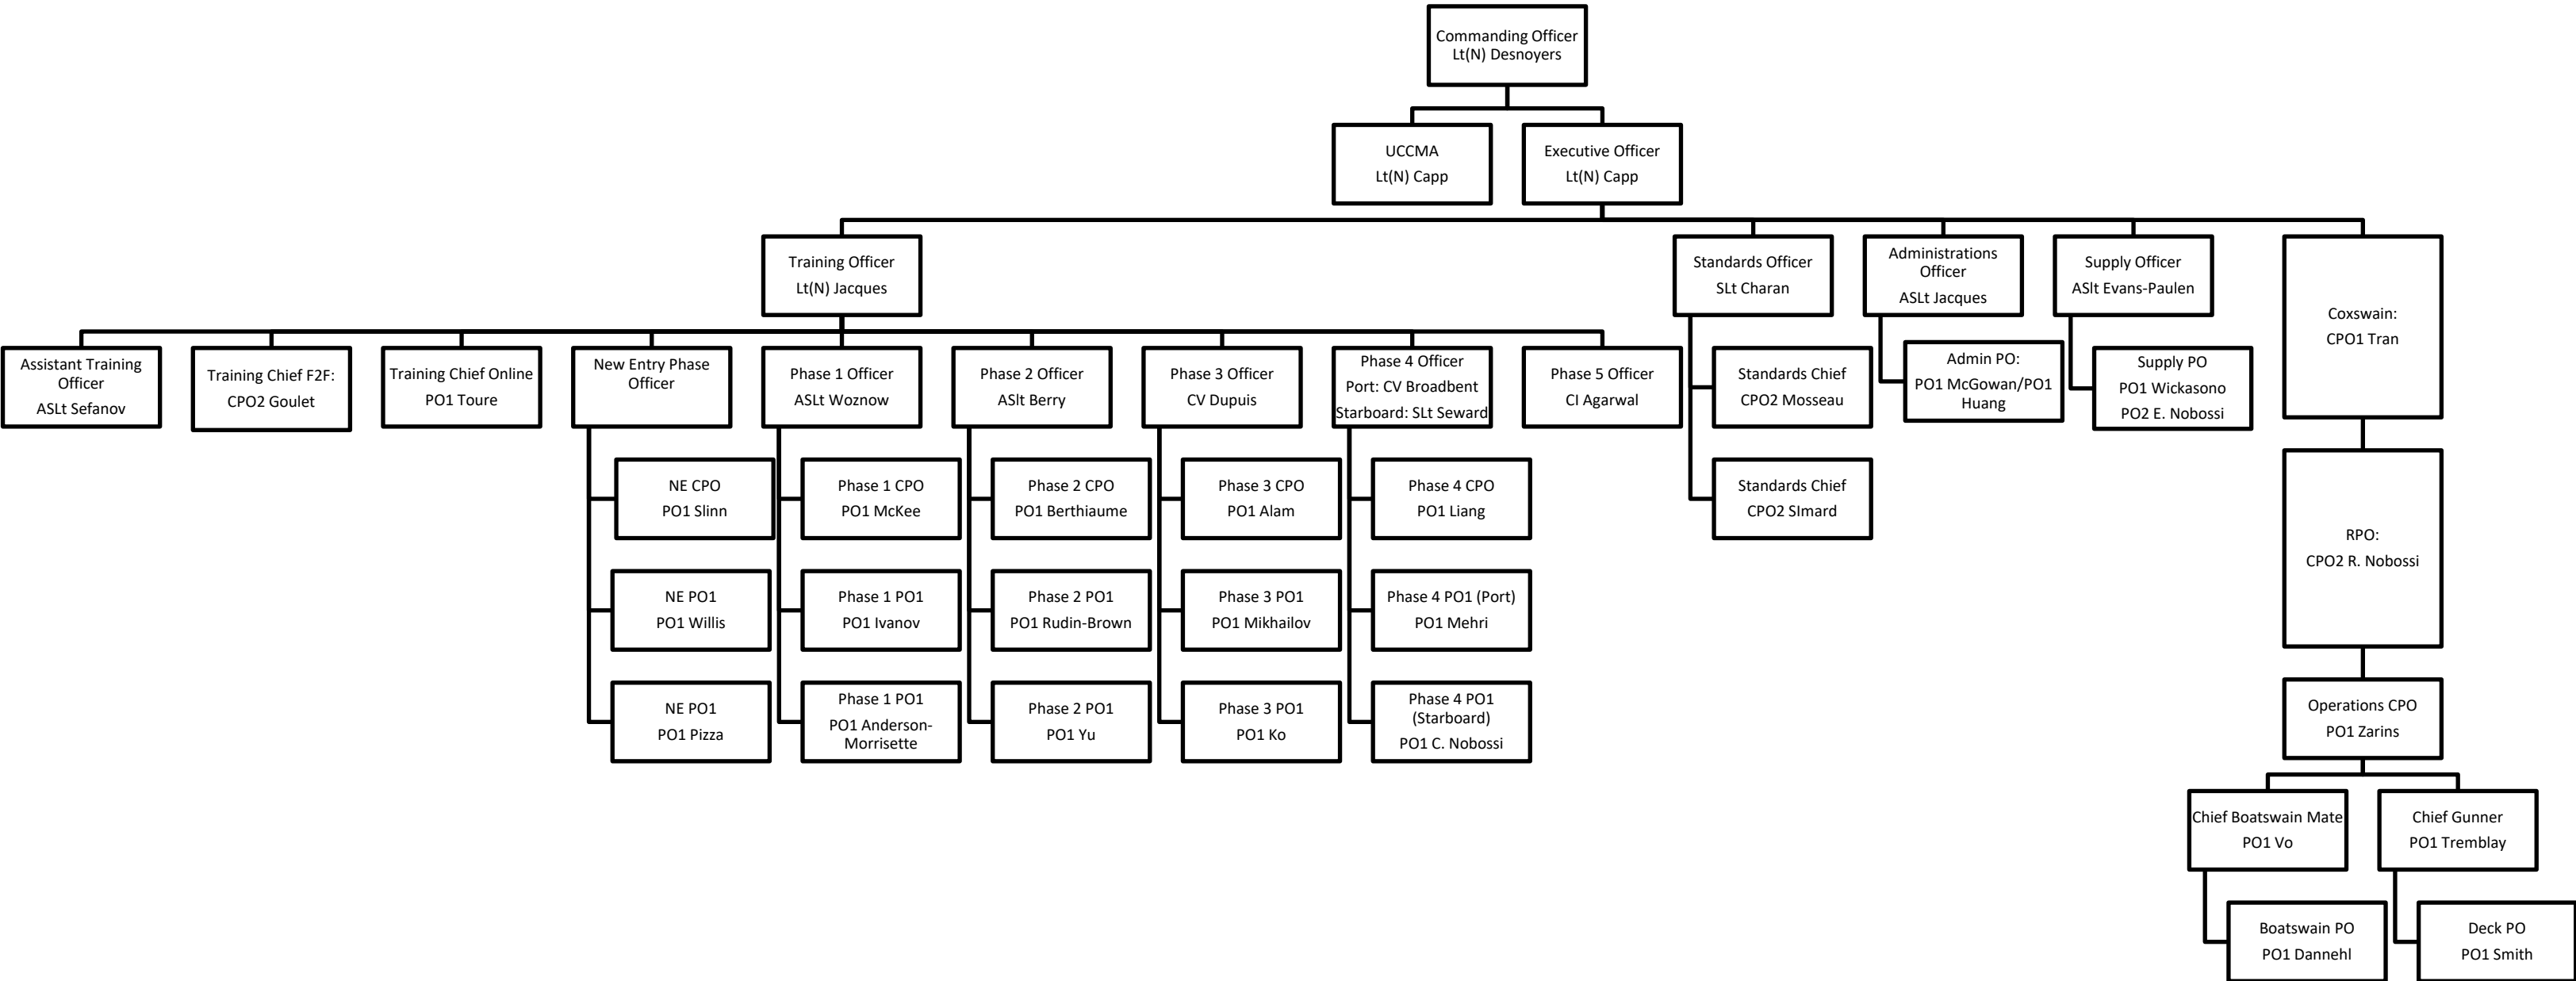 Commanding Officer
Lt(N) Desnoyers
UCCMA
Lt(N) Capp
Executive Officer
Lt(N) Capp
Training Officer
Lt(N) Jacques
Standards Officer
SLt Charan
Administrations
Officer
ASLt Jacques
Supply Officer
ASlt Evans-Paulen
Coxswain:
CPO1 Tran
Assistant Training
Officer
ASLt Sefanov
Training Chief F2F:
CPO2 Goulet
Training Chief Online
PO1 Toure
New Entry Phase
Officer
Phase 1 Officer
ASLt Woznow
Phase 2 Officer
ASlt Berry
Phase 3 Officer
CV Dupuis
Phase 4 Officer
Port: CV Broadbent
Starboard: SLt Seward
Phase 5 Officer
CI Agarwal
Standards Chief
CPO2 Mosseau
Admin PO:
PO1 McGowan/PO1
Huang
Supply PO
PO1 Wickasono
PO2 E. Nobossi
NE CPO
PO1 Slinn
Phase 1 CPO
PO1 McKee
Phase 2 CPO
PO1 Berthiaume
Phase 3 CPO
PO1 Alam
Phase 4 CPO
PO1 Liang
Standards Chief
CPO2 SImard
RPO:
CPO2 R. Nobossi
NE PO1
PO1 Willis
Phase 1 PO1
PO1 Ivanov
Phase 2 PO1
PO1 Rudin-Brown
Phase 3 PO1
PO1 Mikhailov
Phase 4 PO1 (Port)
PO1 Mehri
NE PO1
PO1 Pizza
Phase 1 PO1
PO1 Anderson-
Morrisette
Phase 2 PO1
PO1 Yu
Phase 3 PO1
PO1 Ko
Phase 4 PO1
(Starboard)
PO1 C. Nobossi
Operations CPO
PO1 Zarins
Chief Boatswain Mate
PO1 Vo
Chief Gunner
PO1 Tremblay
Boatswain PO
PO1 Dannehl
Deck PO
PO1 Smith